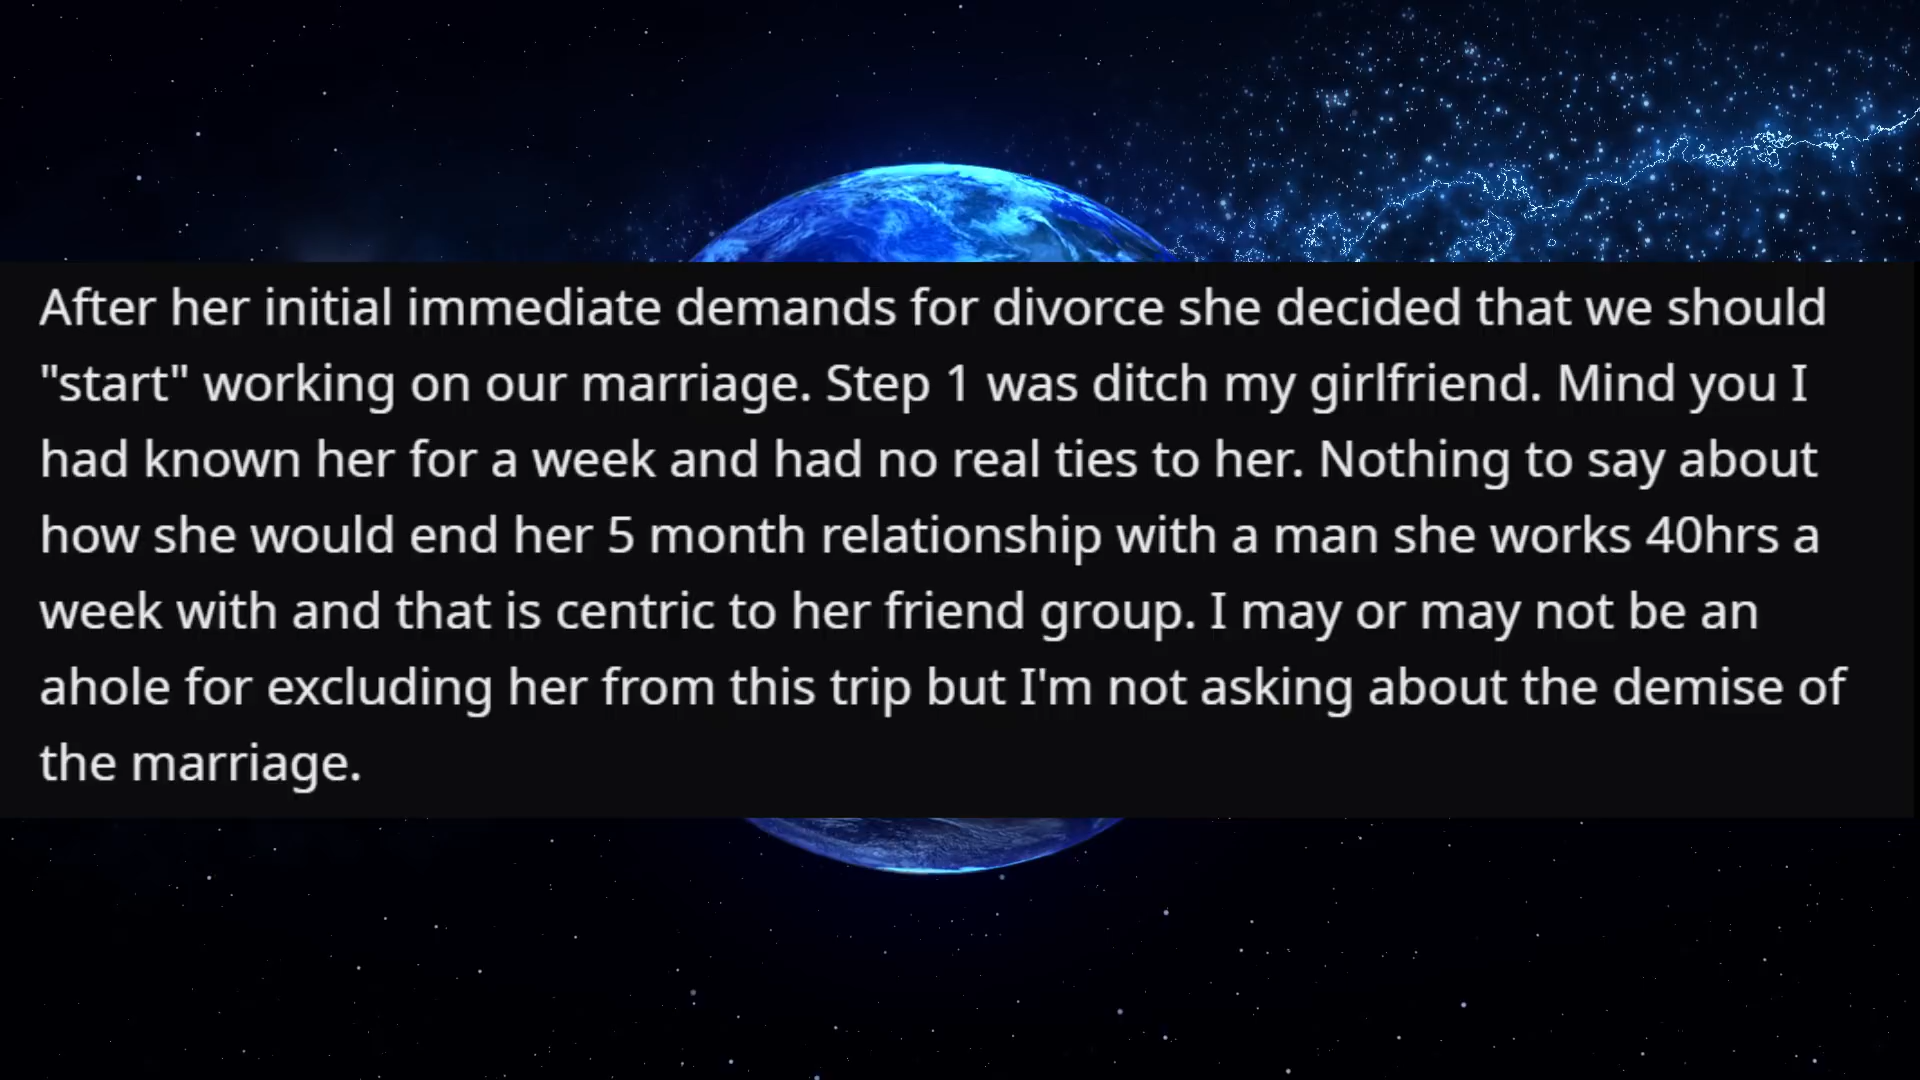 After her initial immediate demands for divorce she decided that we should
"start" working on our marriage. Step 1 was ditch my girlfriend. Mind you I
had known her for a week and had no real ties to her. Nothing to say about
how she would end her 5 month relationship with a man she works 40hrs a
week with and that is centric to her friend group. I may or may not be an
ahole for excluding her from this trip but I'm not asking about the demise of
the marriage.